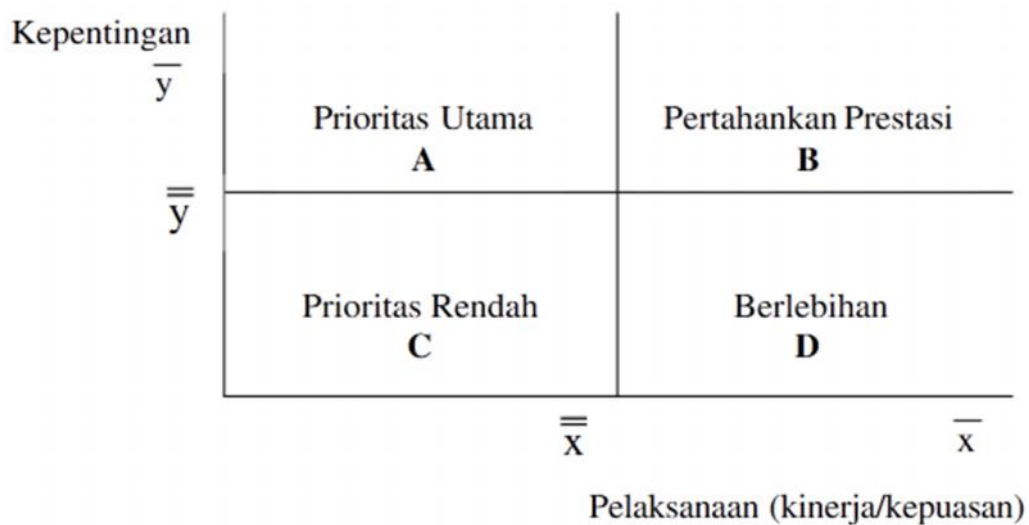 Kepentingan
y̅
Prioritas Utama
A
Pertahankan Prestasi
B
y̿
Prioritas Rendah
C
Berlebihan
D
x̿
x̅
Pelaksanaan (kinerja/kepuasan)